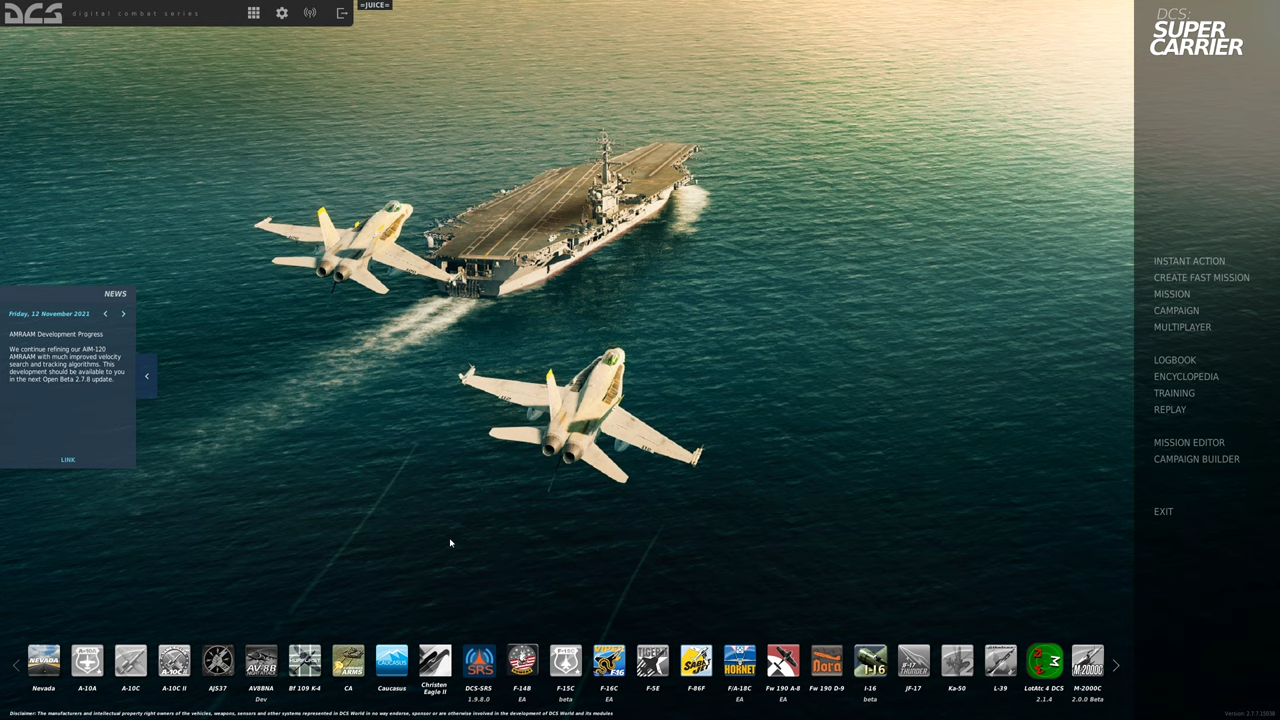 DCS digital combat series
=JUICE=
DCS:
SUPER
CARRIER
NEWS
Friday, 12 November 2021
AMRAAM Development Progress
We continue refining our AIM-120
AMRAAM with much improved velocity
search and tracking algorithms. This
development should be available to you
in the next Open Beta 2.7.8 update.
LINK
INSTANT ACTION
CREATE FAST MISSION
MISSION
CAMPAIGN
MULTIPLAYER
LOGBOOK
ENCYCLOPEDIA
TRAINING
REPLAY
MISSION EDITOR
CAMPAIGN BUILDER
EXIT
Nevada A-10A A-10C A-10C II AJS37 AV8BNA Bf 109 K-4 CA Caucasus Christen Eagle II DCS-SRS F-14B F-15C F-16C F-5E F-86F F/A-18C Fw 190 A-8 Fw 190 D-9 I-16 JF-17 Ka-50 L-39 LotAtc 4 DCS M-2000C
Dev 1.9.8.0 EA beta EA EA EA beta 2.1.4 2.0.0 Beta
Disclaimer: The manufacturers and intellectual property right owners of the vehicles, weapons, sensors and other systems represented in DCS World in no way endorse, sponsor or are otherwise involved in the development of DCS World and its modules